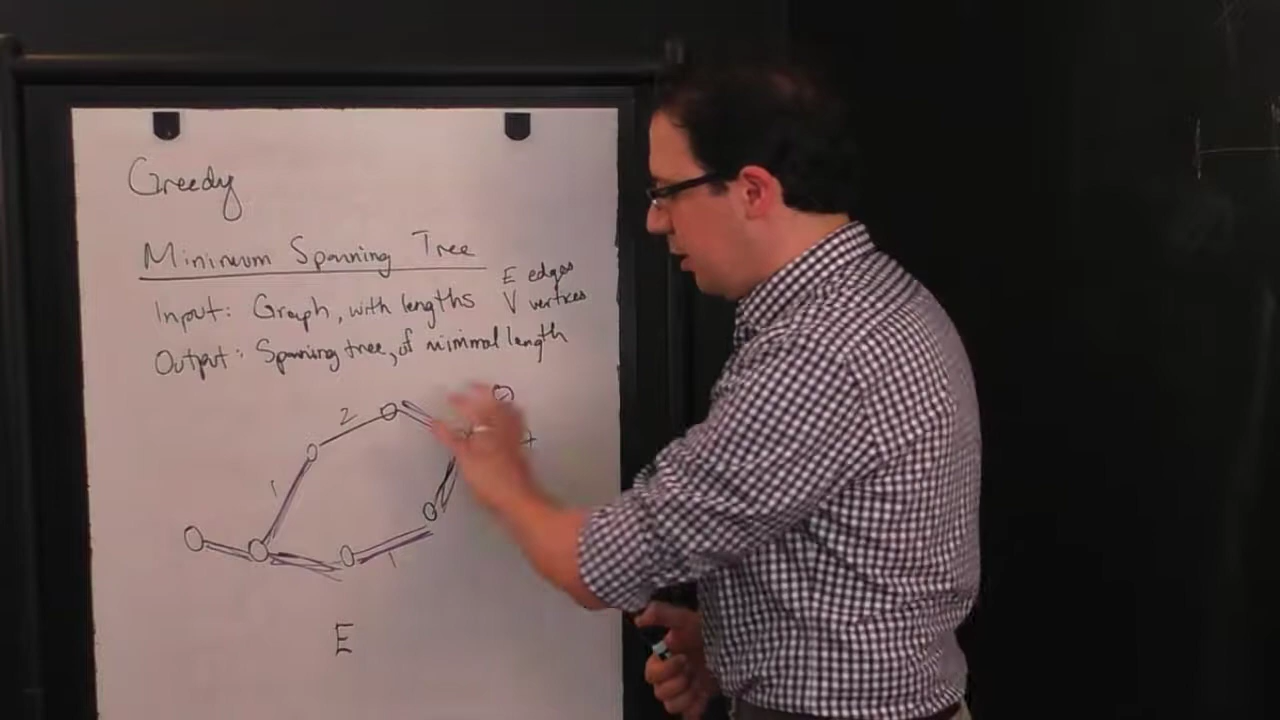 Greedy
Minimum Spanning Tree
E edges
Input: Graph, with lengths V vertices
Output: Spanning tree, of minimal length
2
1
1
E